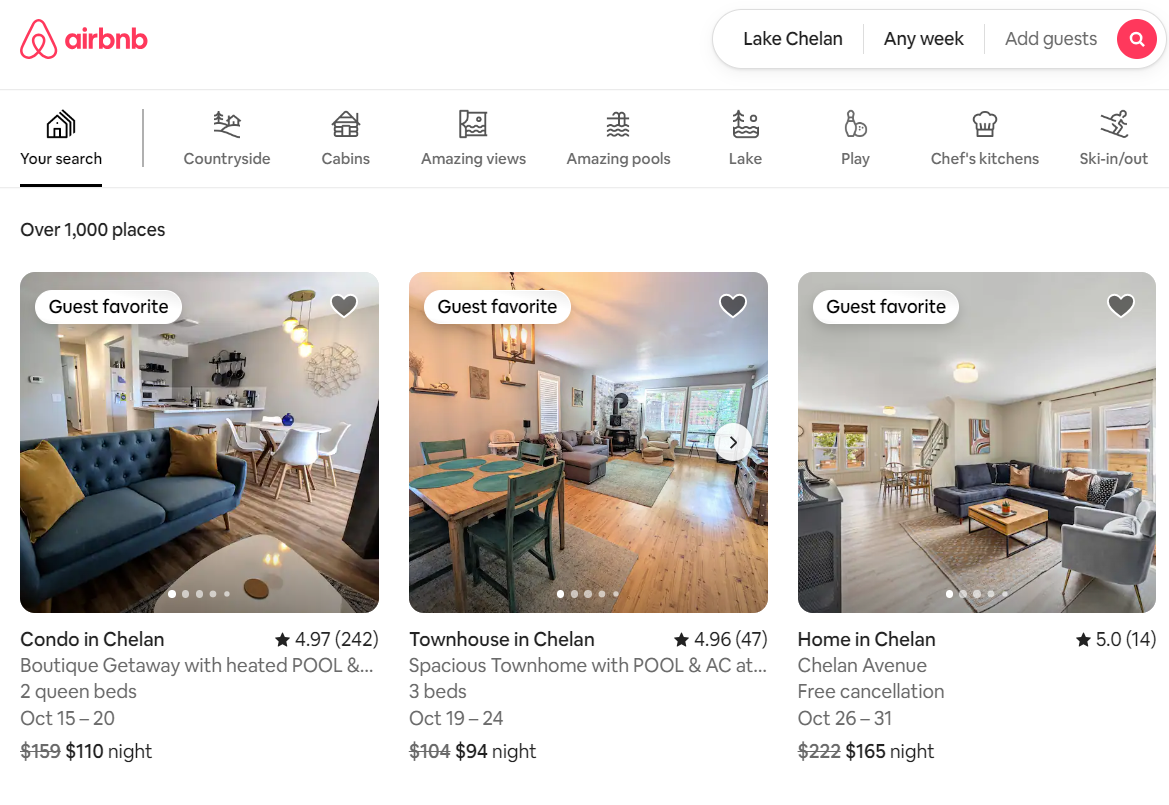 airbnb
Lake Chelan
Any week
Add guests
Your search
Countryside
Cabins
Amazing views
Amazing pools
Lake
Play
Chef's kitchens
Ski-in/out
Over 1,000 places
Guest favorite
Guest favorite
Guest favorite
Condo in Chelan
4.97 (242)
Boutique Getaway with heated POOL &...
2 queen beds
Oct 15 – 20
$159 $110 night
Townhouse in Chelan
4.96 (47)
Spacious Townhome with POOL & AC at...
3 beds
Oct 19 – 24
$104 $94 night
Home in Chelan
5.0 (14)
Chelan Avenue
Free cancellation
Oct 26 – 31
$222 $165 night